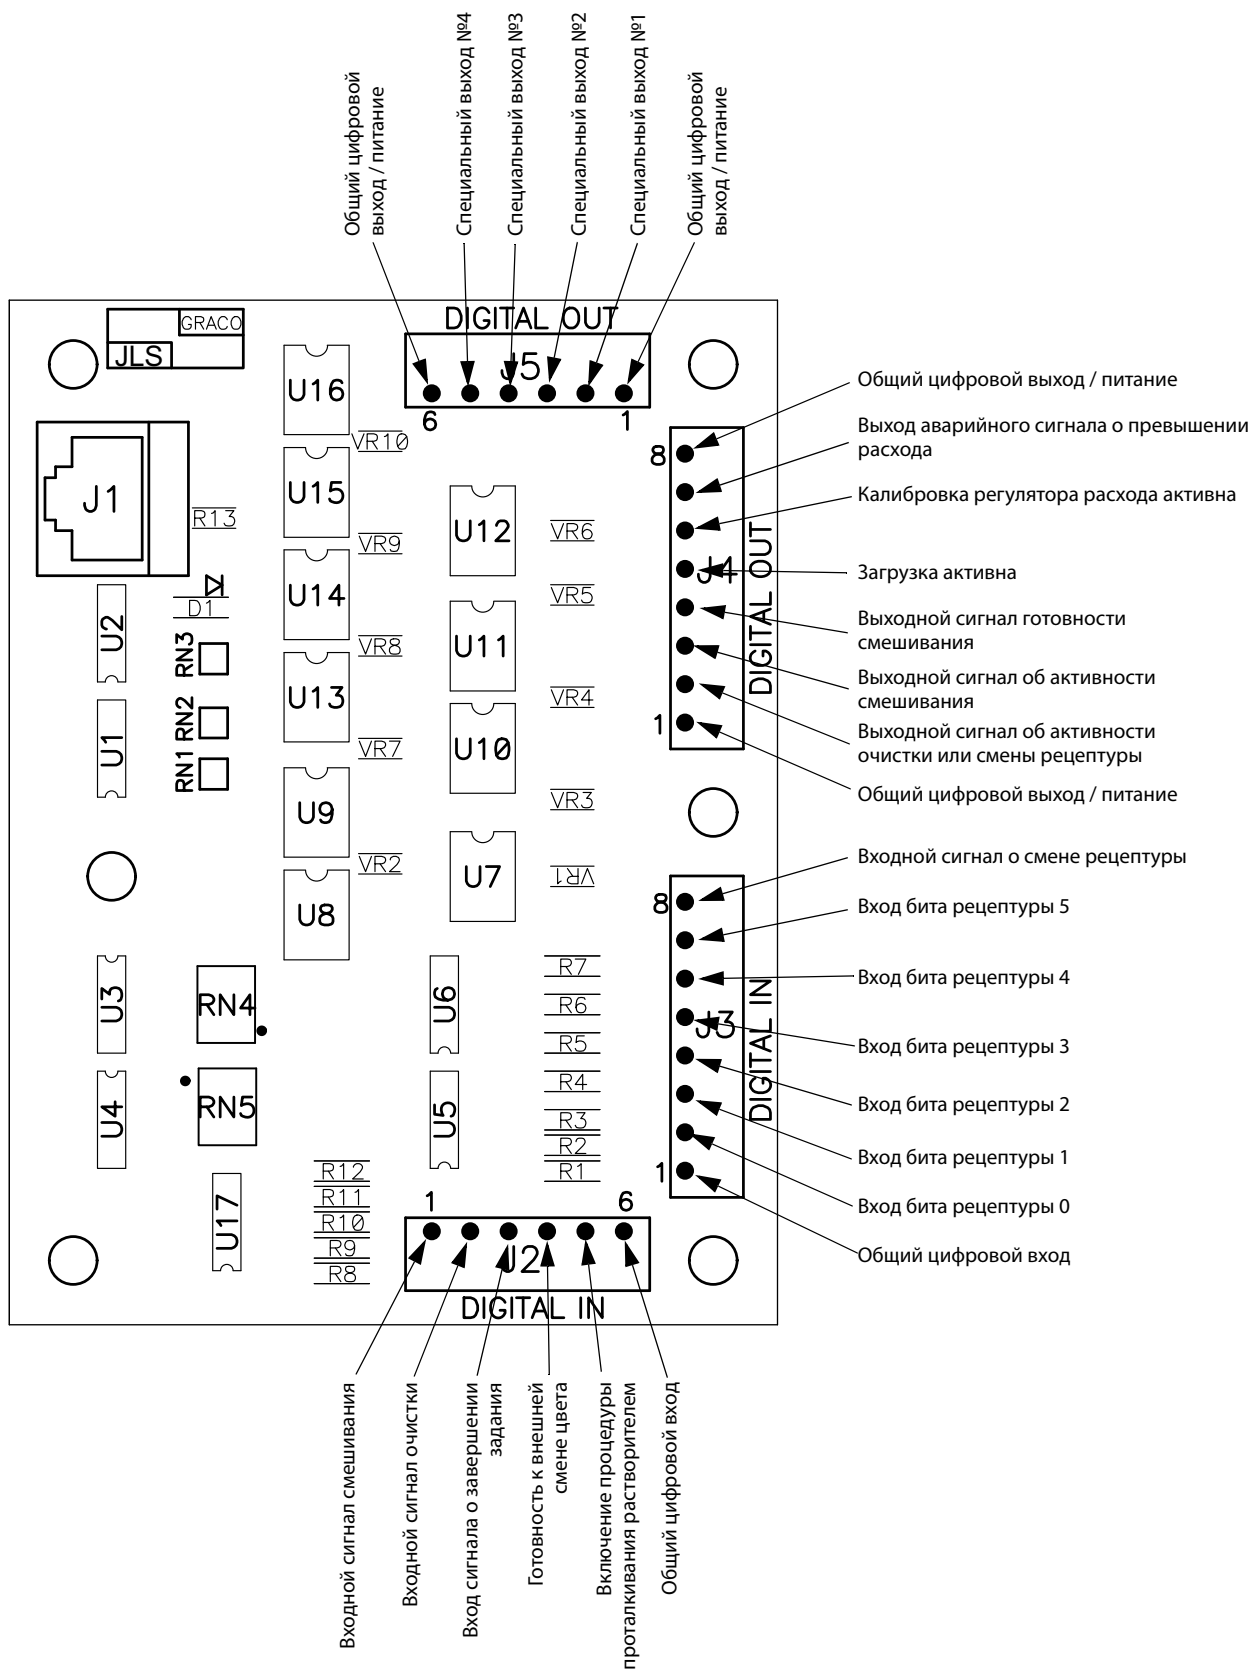 Общий цифровой
выход / питание
Специальный выход №4
Специальный выход №3
Специальный выход №2
Специальный выход №1
Общий цифровой
выход / питание
GRACO
JLS
DIGITAL OUT
J5
6
1
U16
VR10
J1
R13
U15
VR9
U12
VR6
D1
U14
VR5
U2
RN3
VR8
U11
U13
VR4
U1
RN2
RN1
VR7
U10
VR3
U9
VR2
U7
VR1
U8
8
J4
DIGITAL OUT
1
Общий цифровой выход / питание
Выход аварийного сигнала о превышении
расхода
Калибровка регулятора расхода активна
Загрузка активна
Выходной сигнал готовности
смешивания
Выходной сигнал об активности
смешивания
Выходной сигнал об активности
очистки или смены рецептуры
Общий цифровой выход / питание
8
J3
DIGITAL IN
1
Входной сигнал о смене рецептуры
Вход бита рецептуры 5
Вход бита рецептуры 4
Вход бита рецептуры 3
Вход бита рецептуры 2
Вход бита рецептуры 1
Вход бита рецептуры 0
Общий цифровой вход
U3
RN4
U6
R7
R6
R5
U4
RN5
U5
R4
R3
R2
R1
U17
R12
R11
R10
R9
R8
1
6
J2
DIGITAL IN
Входной сигнал смешивания
Входной сигнал очистки
Вход сигнала о завершении
задания
Готовность к внешней
смене цвета
Включение процедуры
проталкивания растворителем
Общий цифровой вход